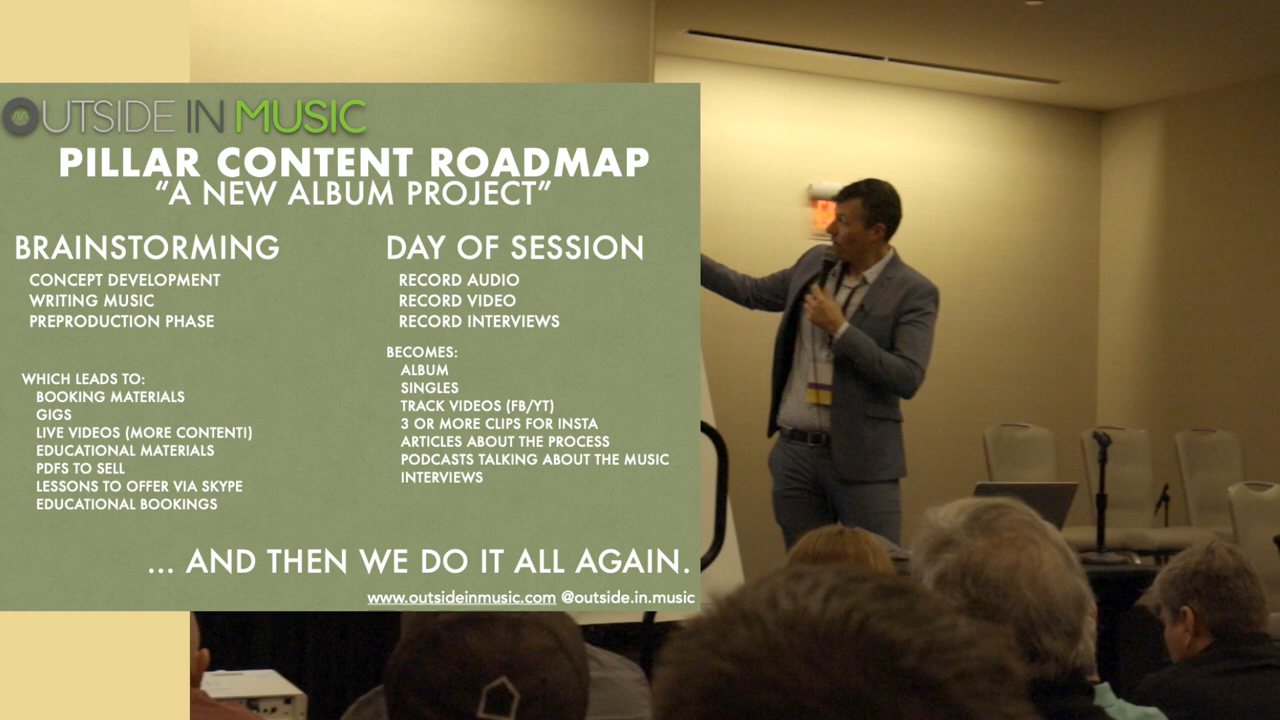 OUTSIDE IN MUSIC
PILLAR CONTENT ROADMAP
“A NEW ALBUM PROJECT”
BRAINSTORMING
CONCEPT DEVELOPMENT
WRITING MUSIC
PREPRODUCTION PHASE
WHICH LEADS TO:
BOOKING MATERIALS
GIGS
LIVE VIDEOS (MORE CONTENT!)
EDUCATIONAL MATERIALS
PDFS TO SELL
LESSONS TO OFFER VIA SKYPE
EDUCATIONAL BOOKINGS
DAY OF SESSION
RECORD AUDIO
RECORD VIDEO
RECORD INTERVIEWS
BECOMES:
ALBUM
SINGLES
TRACK VIDEOS (FB/YT)
3 OR MORE CLIPS FOR INSTA
ARTICLES ABOUT THE PROCESS
PODCASTS TALKING ABOUT THE MUSIC
INTERVIEWS
... AND THEN WE DO IT ALL AGAIN.
www.outsideinmusic.com @outside.in.music